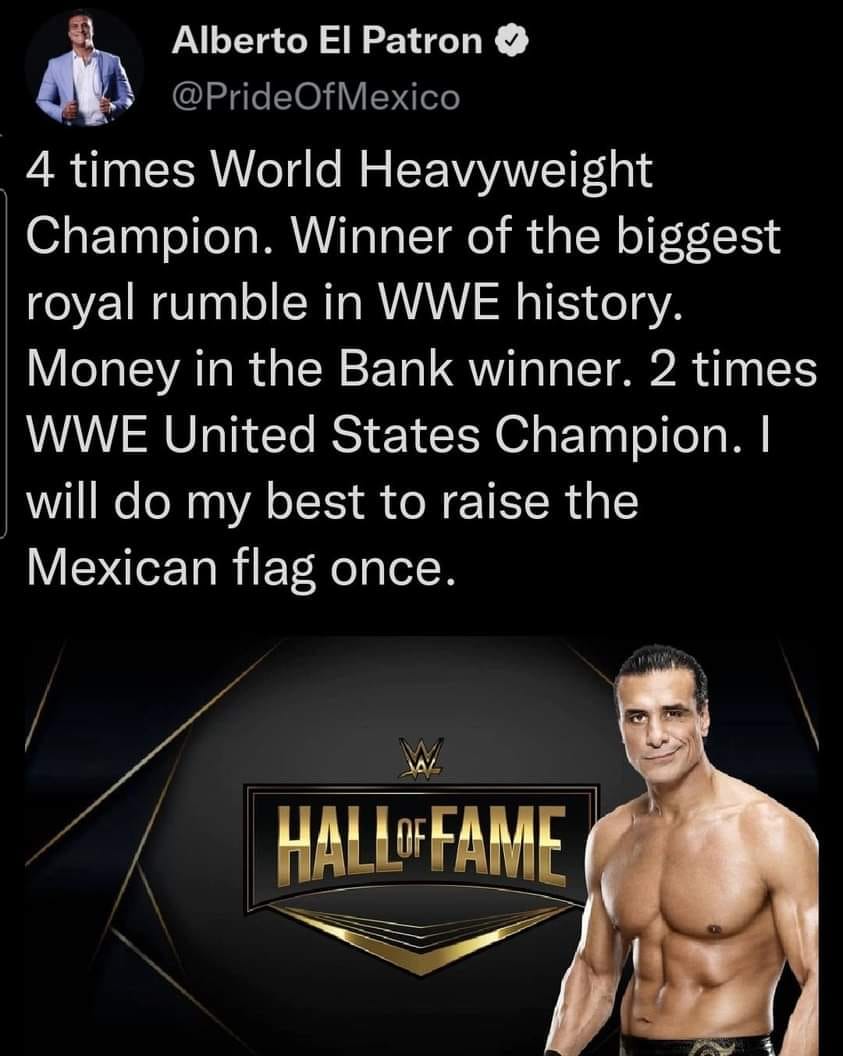 Alberto El Patron
@PrideOfMexico
4 times World Heavyweight
Champion. Winner of the biggest
royal rumble in WWE history.
Money in the Bank winner. 2 times
WWE United States Champion. I
will do my best to raise the
Mexican flag once.
W
HALL OF FAME